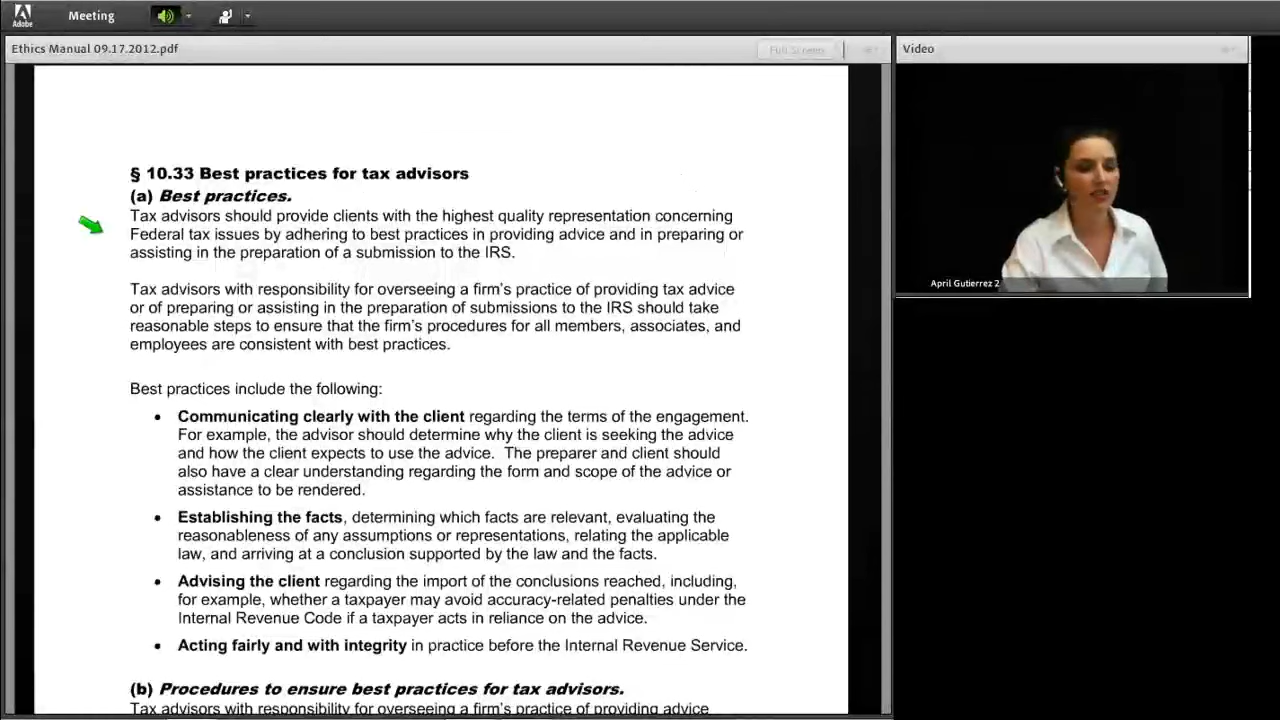 Adobe
Meeting
Ethics Manual 09.17.2012.pdf
Full Screen
Video
§ 10.33 Best practices for tax advisors
(a) Best practices.
Tax advisors should provide clients with the highest quality representation concerning
Federal tax issues by adhering to best practices in providing advice and in preparing or
assisting in the preparation of a submission to the IRS.
Tax advisors with responsibility for overseeing a firm's practice of providing tax advice
or of preparing or assisting in the preparation of submissions to the IRS should take
reasonable steps to ensure that the firm's procedures for all members, associates, and
employees are consistent with best practices.
Best practices include the following:
• Communicating clearly with the client regarding the terms of the engagement.
For example, the advisor should determine why the client is seeking the advice
and how the client expects to use the advice. The preparer and client should
also have a clear understanding regarding the form and scope of the advice or
assistance to be rendered.
• Establishing the facts, determining which facts are relevant, evaluating the
reasonableness of any assumptions or representations, relating the applicable
law, and arriving at a conclusion supported by the law and the facts.
• Advising the client regarding the import of the conclusions reached, including,
for example, whether a taxpayer may avoid accuracy-related penalties under the
Internal Revenue Code if a taxpayer acts in reliance on the advice.
• Acting fairly and with integrity in practice before the Internal Revenue Service.
(b) Procedures to ensure best practices for tax advisors.
Tax advisors with responsibility for overseeing a firm's practice of providing advice
April Gutierrez 2